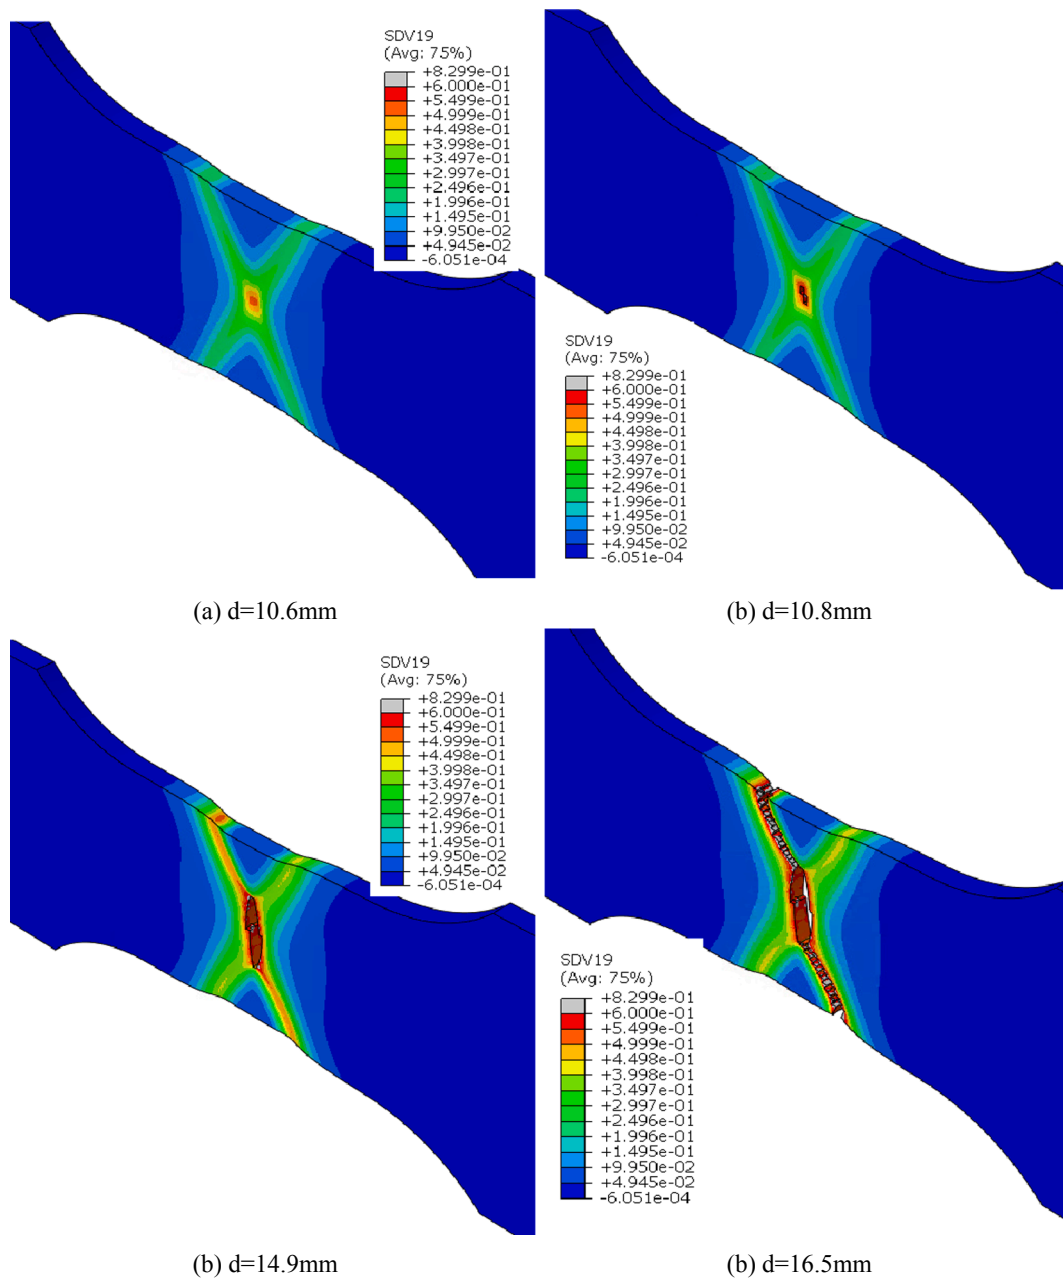 SDV19
(Avg: 75%)
+8.299e-01
+6.000e-01
+5.499e-01
+4.999e-01
+4.498e-01
+3.998e-01
+3.497e-01
+2.997e-01
+2.496e-01
+1.996e-01
+1.495e-01
+9.950e-02
+4.945e-02
-6.051e-04
SDV19
(Avg: 75%)
+8.299e-01
+6.000e-01
+5.499e-01
+4.999e-01
+4.498e-01
+3.998e-01
+3.497e-01
+2.997e-01
+2.496e-01
+1.996e-01
+1.495e-01
+9.950e-02
+4.945e-02
-6.051e-04
(a) d=10.6mm
(b) d=10.8mm
SDV19
(Avg: 75%)
+8.299e-01
+6.000e-01
+5.499e-01
+4.999e-01
+4.498e-01
+3.998e-01
+3.497e-01
+2.997e-01
+2.496e-01
+1.996e-01
+1.495e-01
+9.950e-02
+4.945e-02
-6.051e-04
SDV19
(Avg: 75%)
+8.299e-01
+6.000e-01
+5.499e-01
+4.999e-01
+4.498e-01
+3.998e-01
+3.497e-01
+2.997e-01
+2.496e-01
+1.996e-01
+1.495e-01
+9.950e-02
+4.945e-02
-6.051e-04
(b) d=14.9mm
(b) d=16.5mm